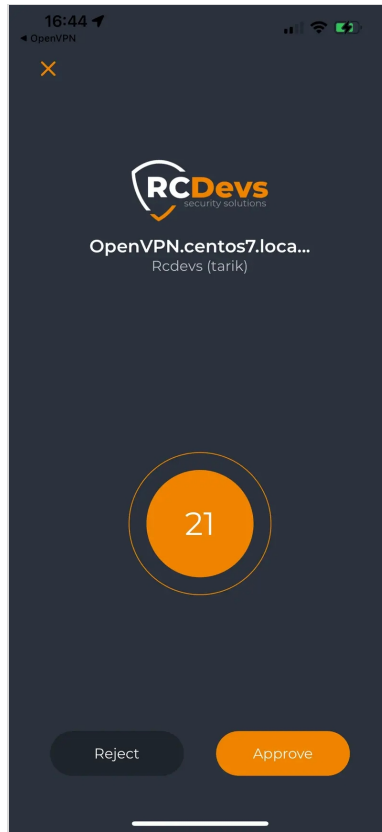 16:44
◀ OpenVPN
RCDevs
security solutions
OpenVPN.centos7.loca...
Rcdevs (tarik)
21
Reject
Approve